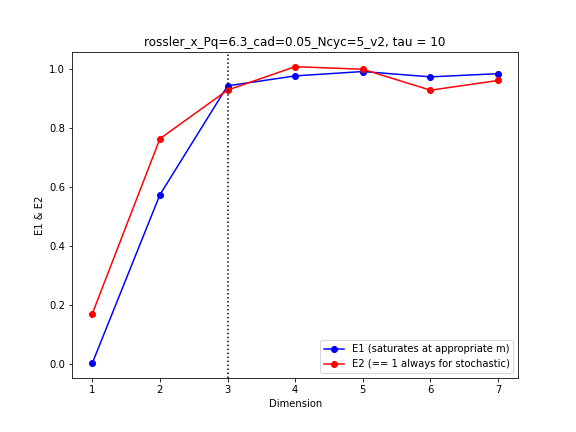 rossler_x_Pq=6.3_cad=0.05_Ncyc=5_v2, tau = 10
1.0
0.8
0.6
0.4
0.2
0.0
E1 & E2
1 2 3 4 5 6 7
Dimension
E1 (saturates at appropriate m)
E2 (== 1 always for stochastic)